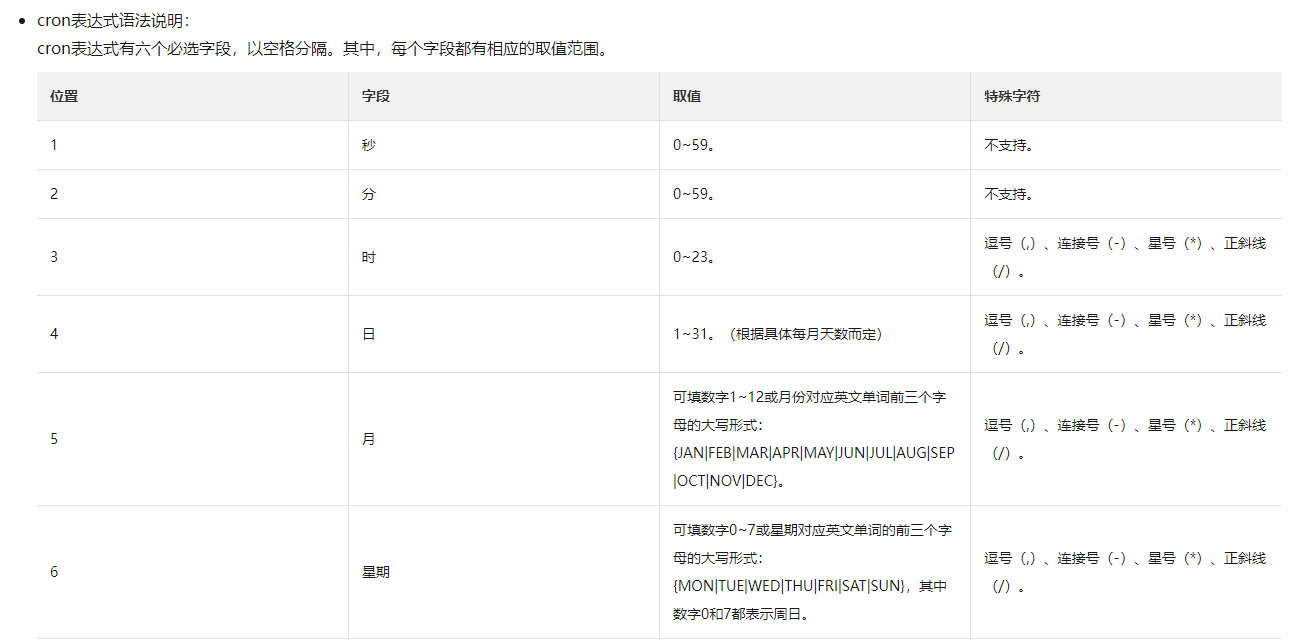 cron表达式语法说明：
cron表达式有六个必选字段，以空格分隔。其中，每个字段都有相应的取值范围。
位置 字段 取值 特殊字符
1 秒 0~59。 不支持。
2 分 0~59。 不支持。
3 时 0~23。 逗号（,）、连接号（-）、星号（*）、正斜线
（/）。
4 日 1~31。（根据具体每月天数而定） 逗号（,）、连接号（-）、星号（*）、正斜线
（/）。
5 月 可填数字1~12或月份对应英文单词前三个字
母的大写形式：
{JAN|FEB|MAR|APR|MAY|JUN|JUL|AUG|SEP
|OCT|NOV|DEC}。
逗号（,）、连接号（-）、星号（*）、正斜线
（/）。
6 星期 可填数字0~7或星期对应英文单词的前三个字
母的大写形式：
{MON|TUE|WED|THU|FRI|SAT|SUN}，其中
数字0和7都表示周日。
逗号（,）、连接号（-）、星号（*）、正斜线
（/）。